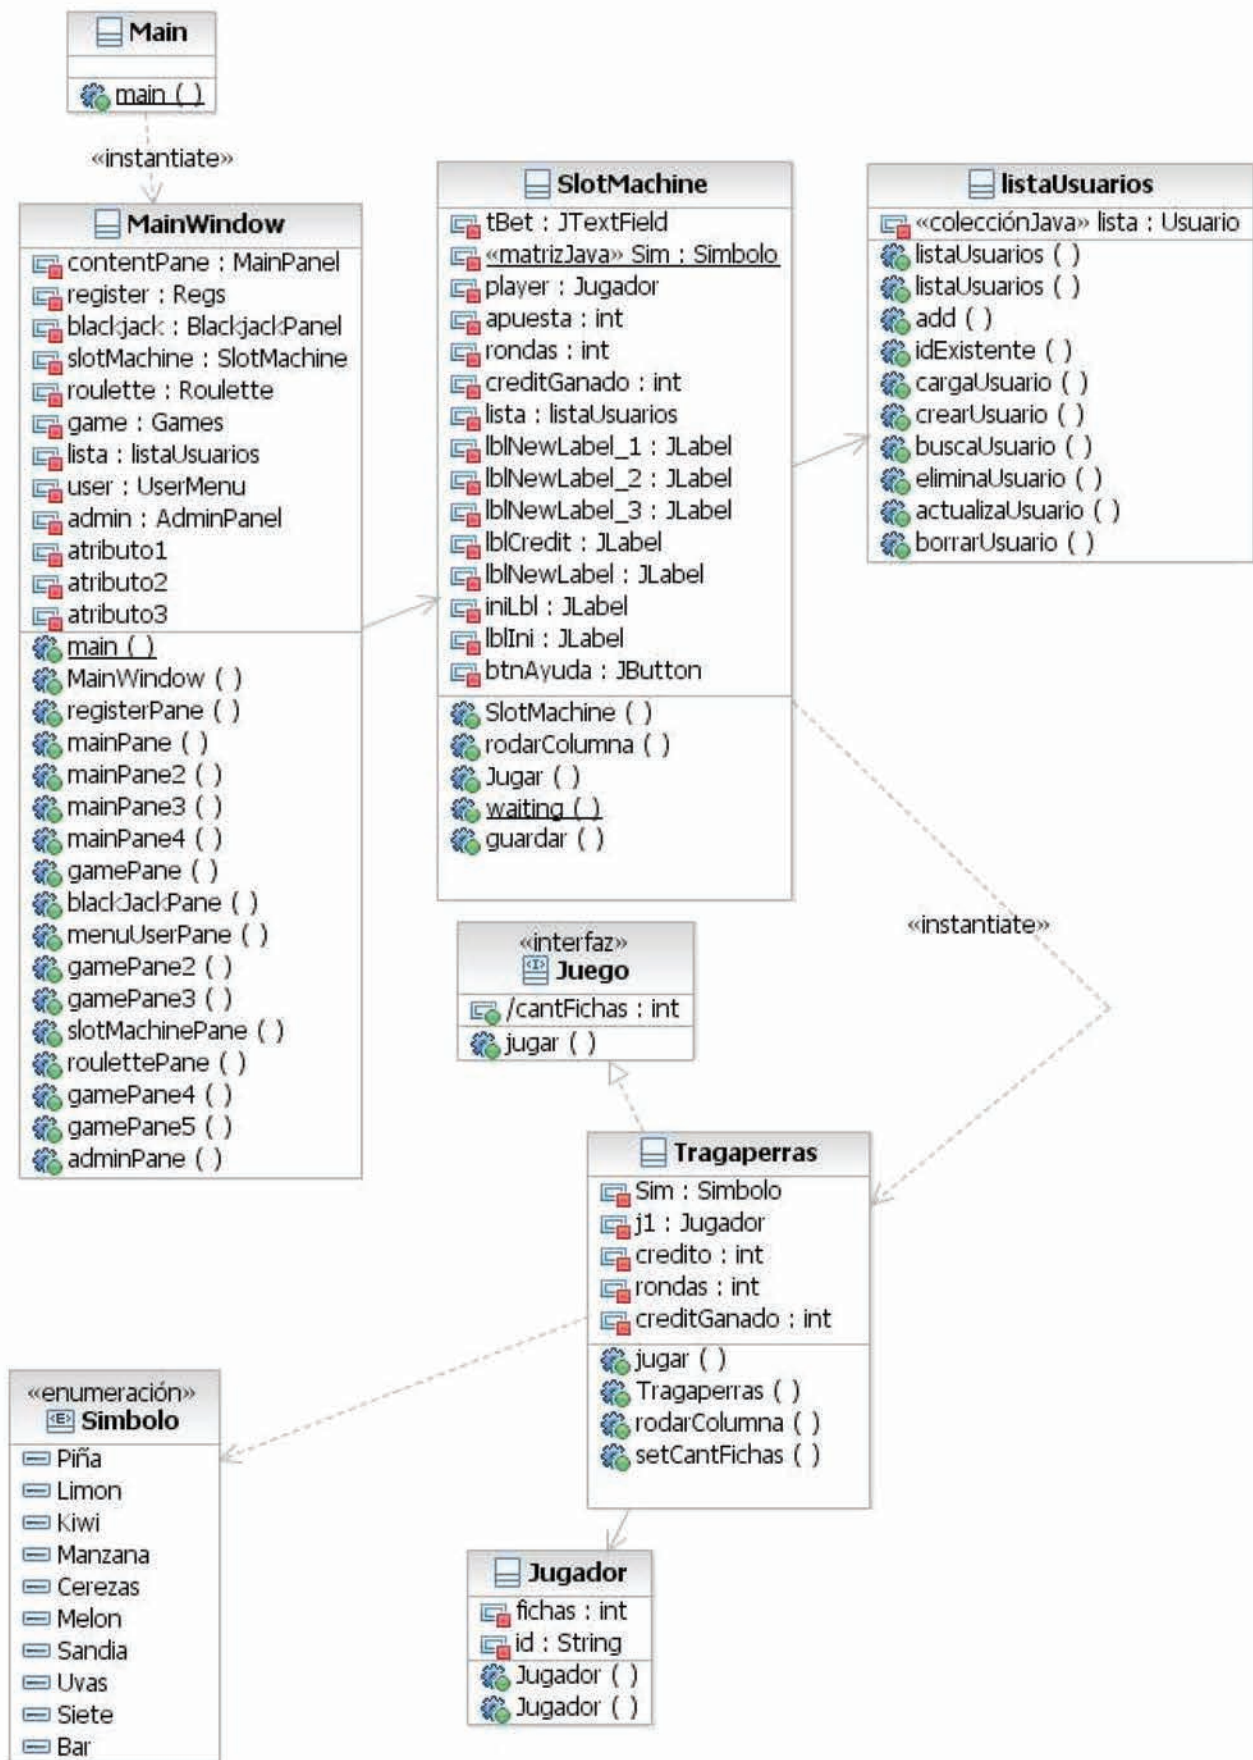 Main
main ( )
«instantiate»
MainWindow
contentPane : MainPanel
register : Regs
blackjack : BlackjackPanel
slotMachine : SlotMachine
roulette : Roulette
game : Games
lista : listaUsuarios
user : UserMenu
admin : AdminPanel
atributo1
atributo2
atributo3
main ( )
MainWindow ( )
registerPane ( )
mainPane ( )
mainPane2 ( )
mainPane3 ( )
mainPane4 ( )
gamePane ( )
blackJackPane ( )
menuUserPane ( )
gamePane2 ( )
gamePane3 ( )
slotMachinePane ( )
roulettePane ( )
gamePane4 ( )
gamePane5 ( )
adminPane ( )
SlotMachine
tBet : JTextField
«matrizJava» Sim : Simbolo
player : Jugador
apuesta : int
rondas : int
creditGanado : int
lista : listaUsuarios
lblNewLabel_1 : JLabel
lblNewLabel_2 : JLabel
lblNewLabel_3 : JLabel
lblCredit : JLabel
lblNewLabel : JLabel
iniLbl : JLabel
lblIni : JLabel
btnAyuda : JButton
SlotMachine ( )
rodarColumna ( )
Jugar ( )
waiting ( )
guardar ( )
listaUsuarios
«colecciónJava» lista : Usuario
listaUsuarios ( )
listaUsuarios ( )
add ( )
idExistente ( )
cargaUsuario ( )
crearUsuario ( )
buscaUsuario ( )
eliminaUsuario ( )
actualizaUsuario ( )
borrarUsuario ( )
«instantiate»
«interfaz»
Juego
/cantFichas : int
jugar ( )
Tragaperras
Sim : Simbolo
j1 : Jugador
credito : int
rondas : int
creditGanado : int
jugar ( )
Tragaperras ( )
rodarColumna ( )
setCantFichas ( )
«enumeración»
Simbolo
Piña
Limon
Kiwi
Manzana
Cerezas
Melon
Sandia
Uvas
Siete
Bar
Jugador
fichas : int
id : String
Jugador ( )
Jugador ( )